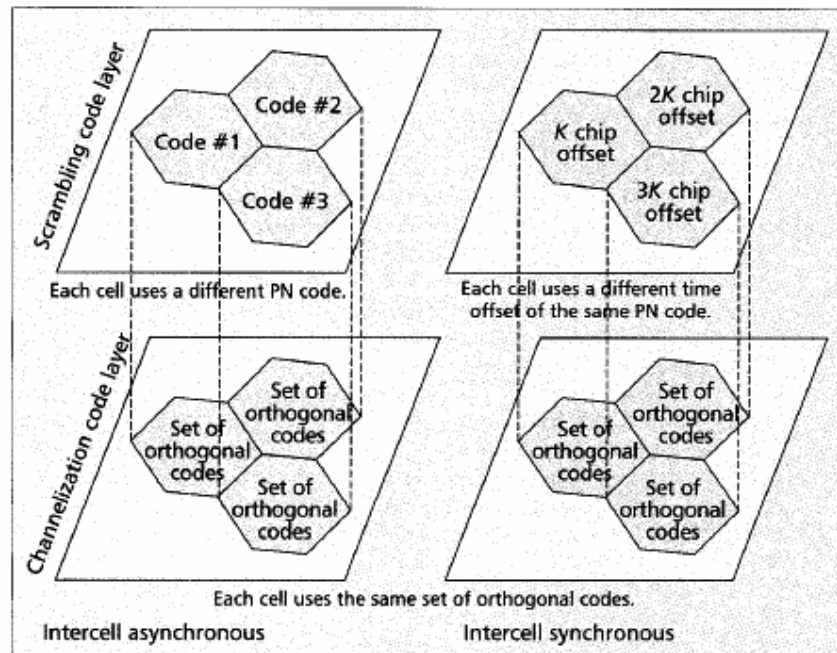 Scrambling code layer
Code #1
Code #2
Code #3
K chip
offset
2K chip
offset
3K chip
offset
Each cell uses a different PN code.
Each cell uses a different time
offset of the same PN code.
Channelization code layer
Set of
orthogonal
codes
Set of
orthogonal
codes
Set of
orthogonal
codes
Set of
orthogonal
codes
Set of
orthogonal
codes
Set of
orthogonal
codes
Each cell uses the same set of orthogonal codes.
Intercell asynchronous
Intercell synchronous